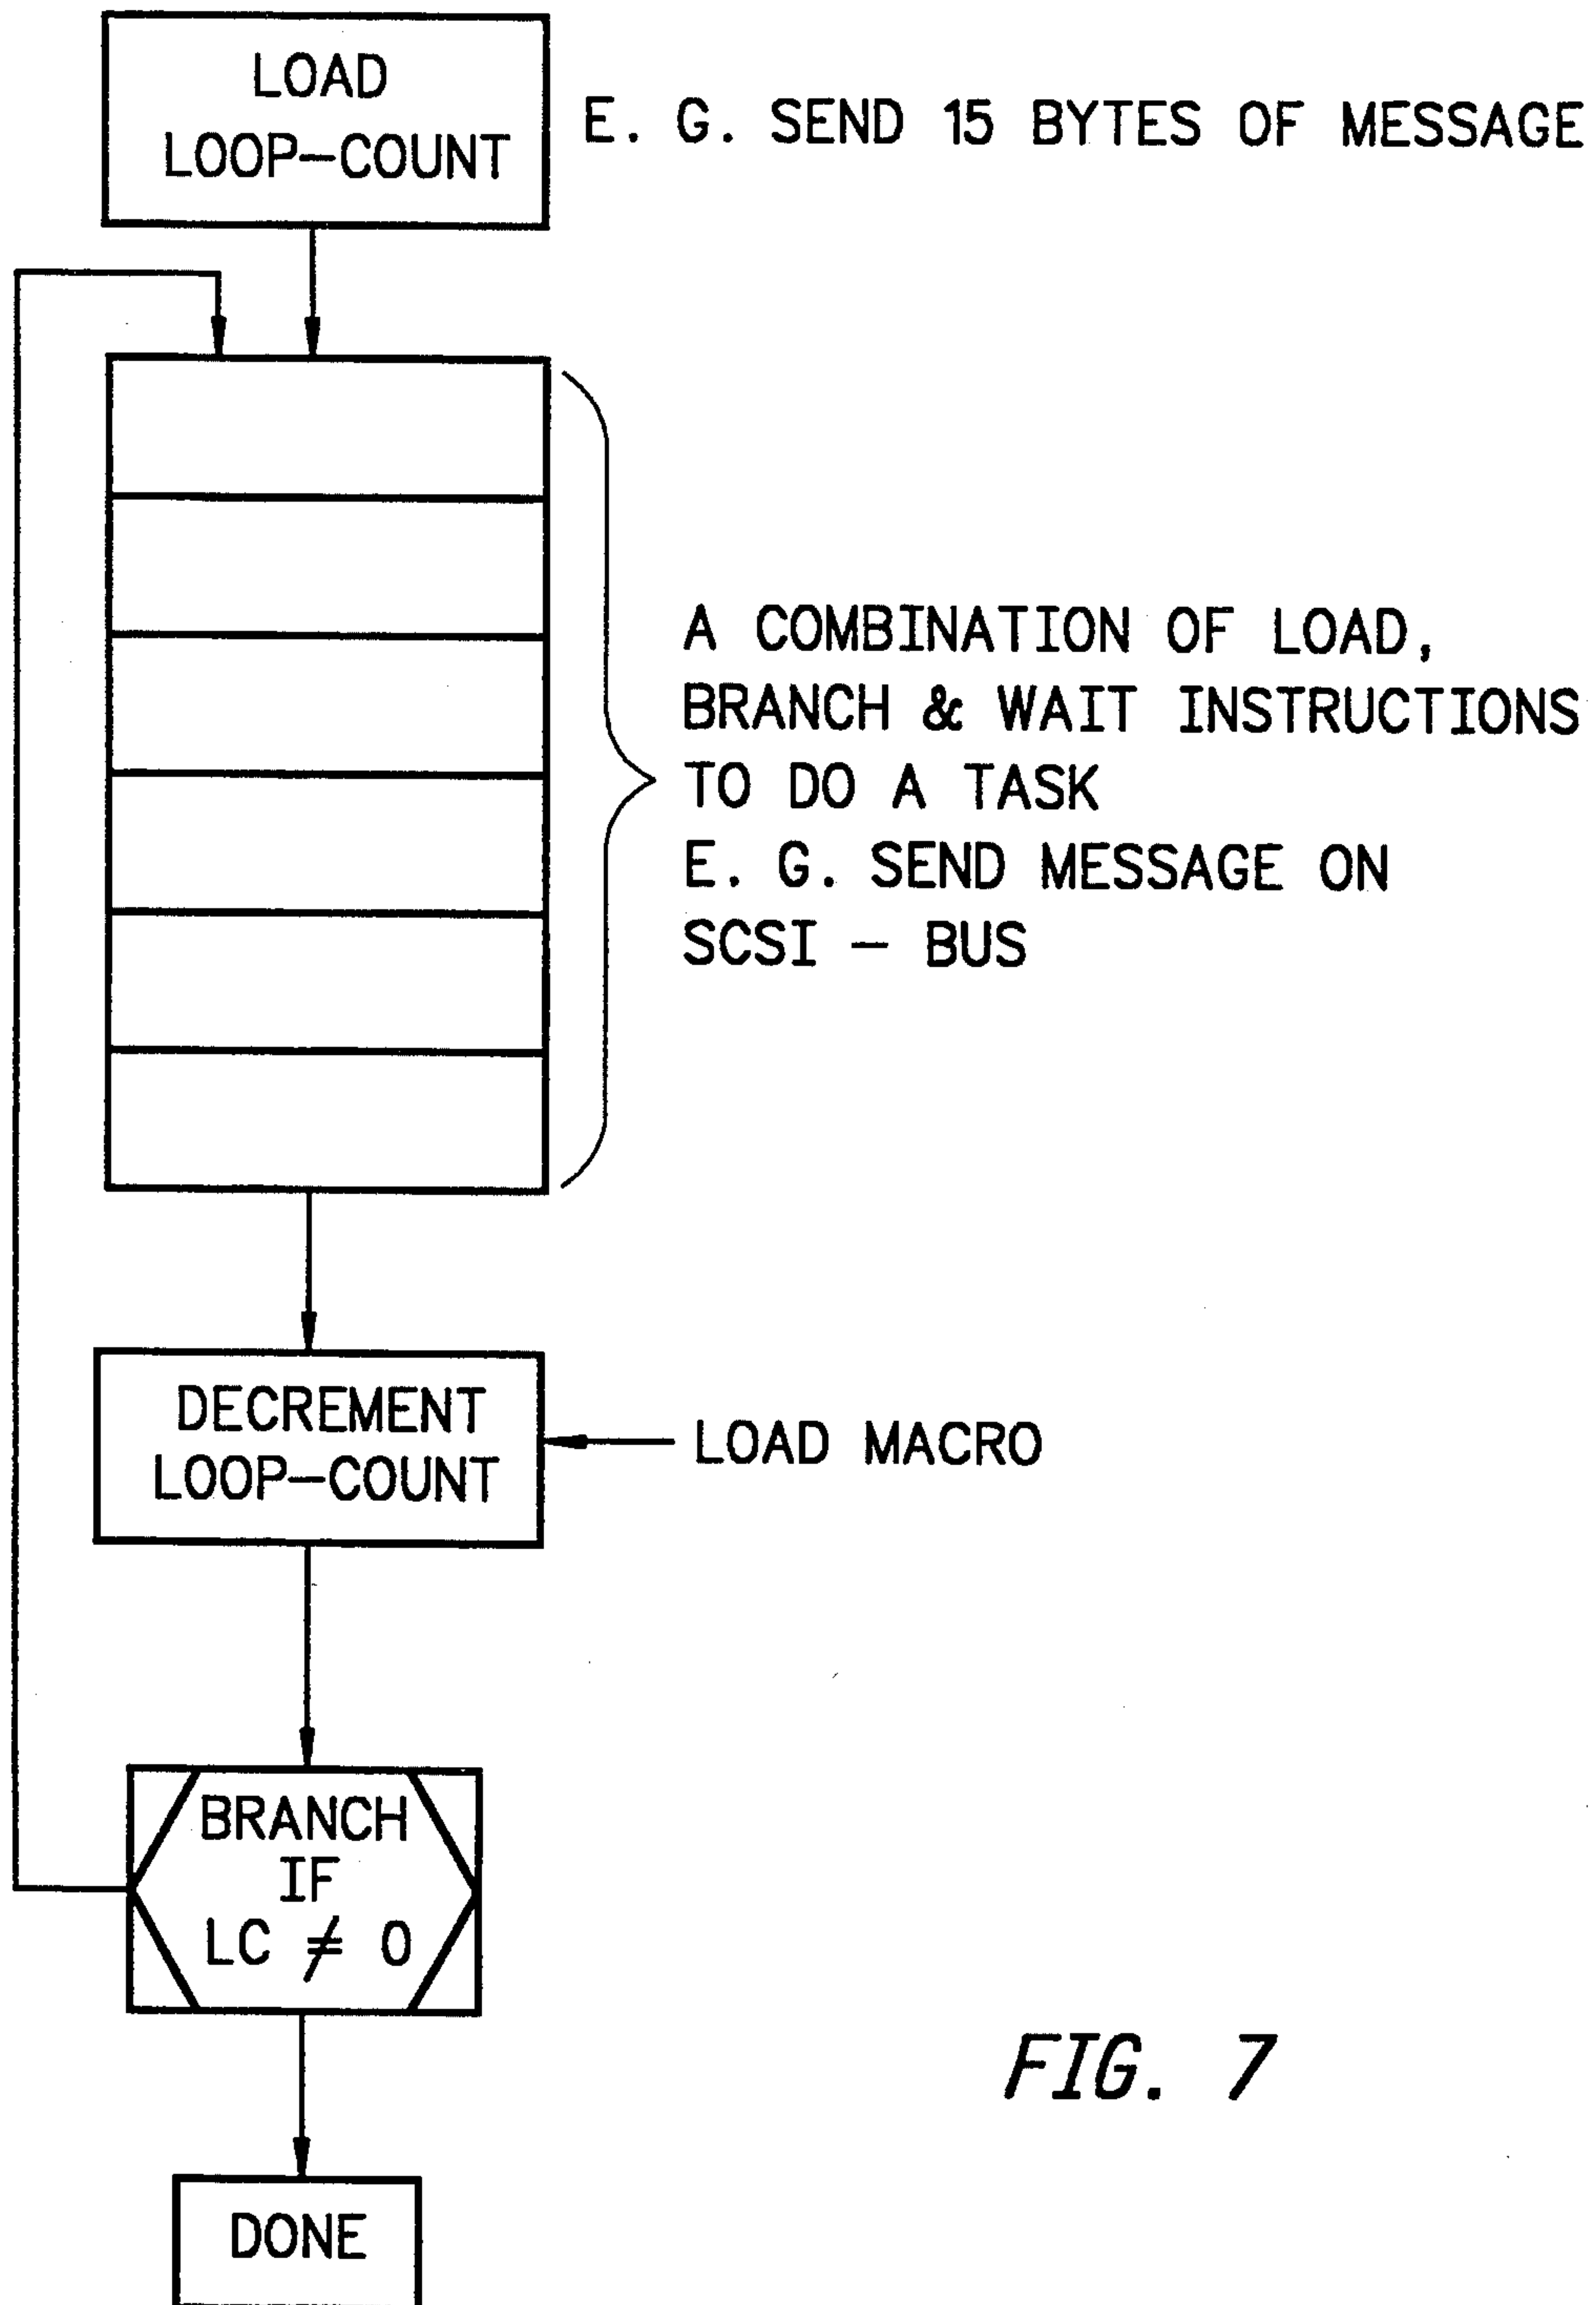 LOAD
LOOP-COUNT
E. G. SEND 15 BYTES OF MESSAGE
A COMBINATION OF LOAD,
BRANCH & WAIT INSTRUCTIONS
TO DO A TASK
E. G. SEND MESSAGE ON
SCSI - BUS
DECREMENT
LOOP-COUNT
LOAD MACRO
BRANCH
IF
LC ≠ 0
DONE
FIG. 7